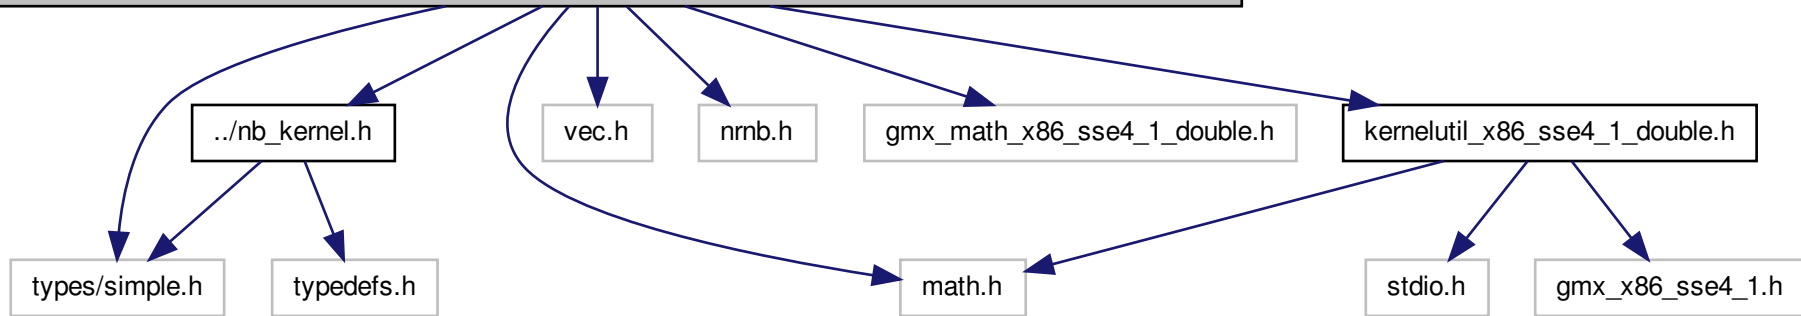 ../nb_kernel.h
vec.h
nrnb.h
gmx_math_x86_sse4_1_double.h
kernelutil_x86_sse4_1_double.h
types/simple.h
typedefs.h
math.h
stdio.h
gmx_x86_sse4_1.h